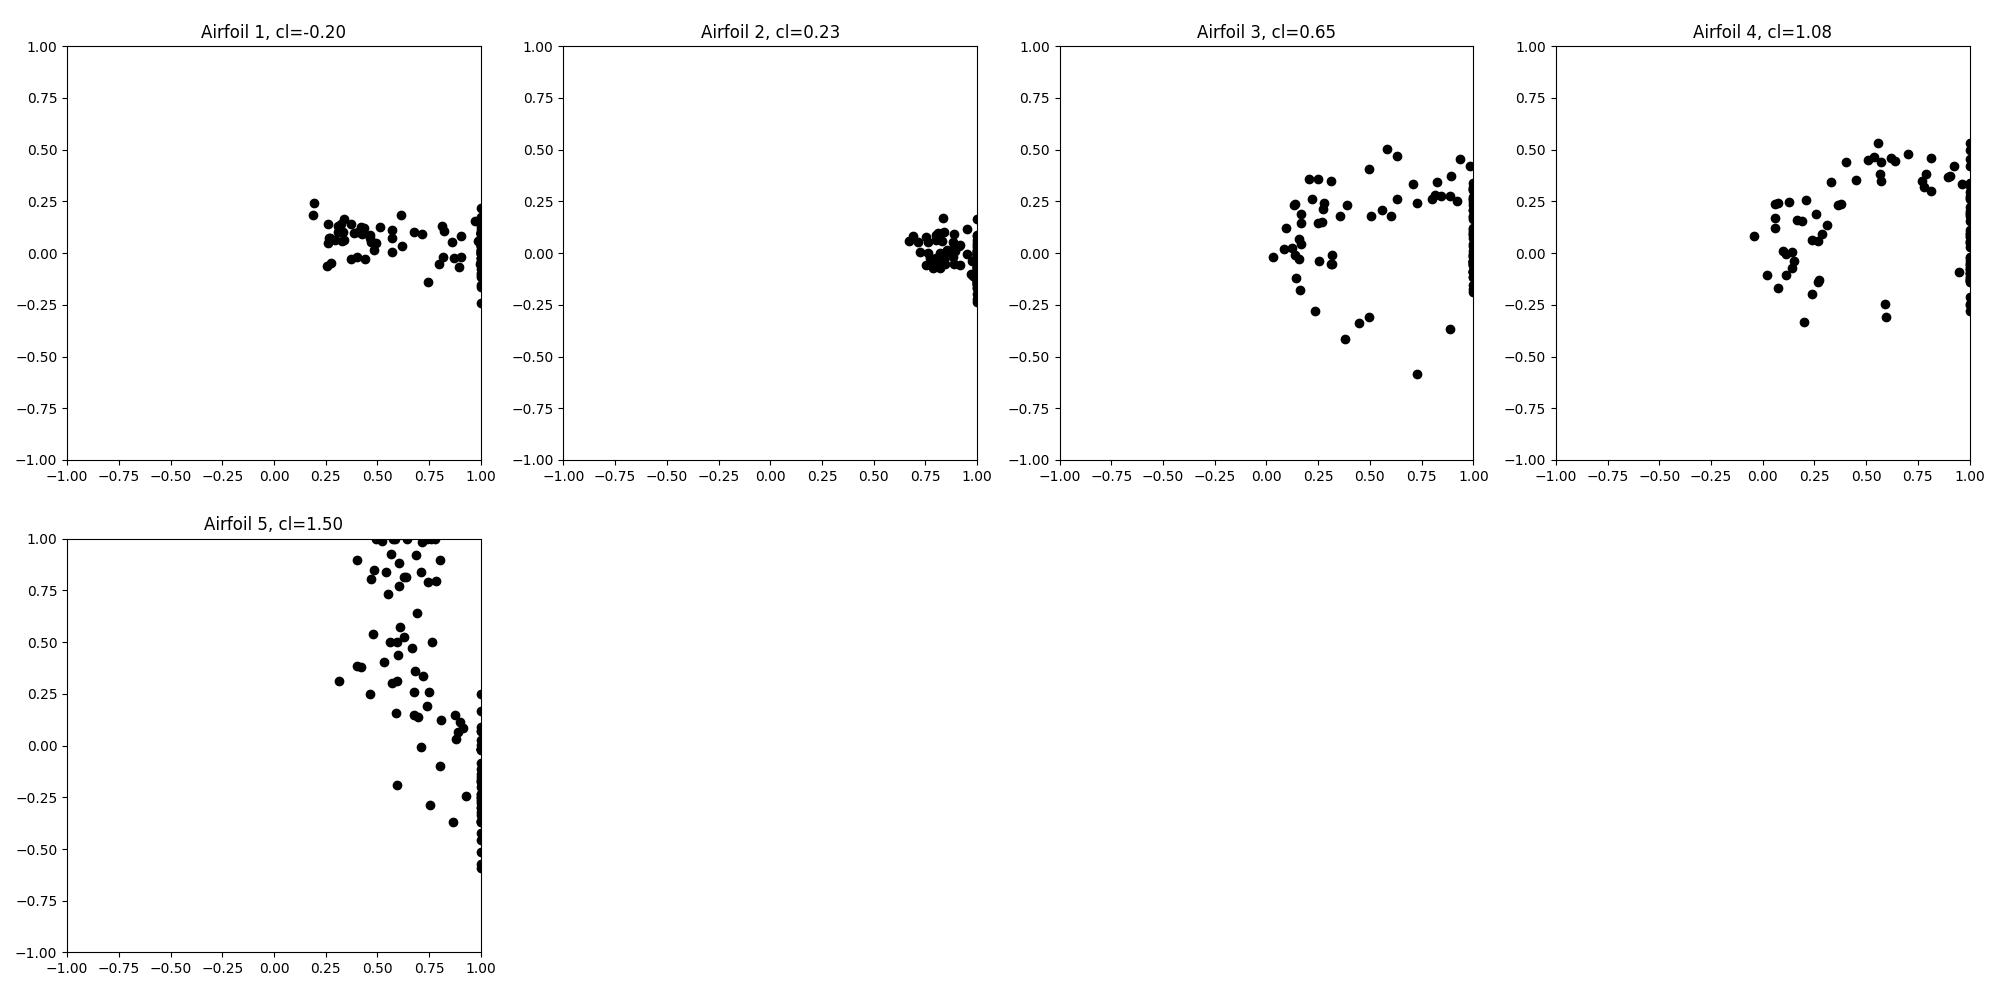 Airfoil 1, cl=-0.20
Airfoil 2, cl=0.23
Airfoil 3, cl=0.65
Airfoil 4, cl=1.08
1.00 1.00 1.00 1.00
0.75 0.75 0.75 0.75
0.50 0.50 0.50 0.50
0.25 0.25 0.25 0.25
0.00 0.00 0.00 0.00
−0.25 −0.25 −0.25 −0.25
−0.50 −0.50 −0.50 −0.50
−0.75 −0.75 −0.75 −0.75
−1.00 −1.00 −1.00 −1.00
−1.00 −0.75 −0.50 −0.25 0.00 0.25 0.50 0.75 1.00
−1.00 −0.75 −0.50 −0.25 0.00 0.25 0.50 0.75 1.00
−1.00 −0.75 −0.50 −0.25 0.00 0.25 0.50 0.75 1.00
−1.00 −0.75 −0.50 −0.25 0.00 0.25 0.50 0.75 1.00
Airfoil 5, cl=1.50
1.00
0.75
0.50
0.25
0.00
−0.25
−0.50
−0.75
−1.00
−1.00 −0.75 −0.50 −0.25 0.00 0.25 0.50 0.75 1.00